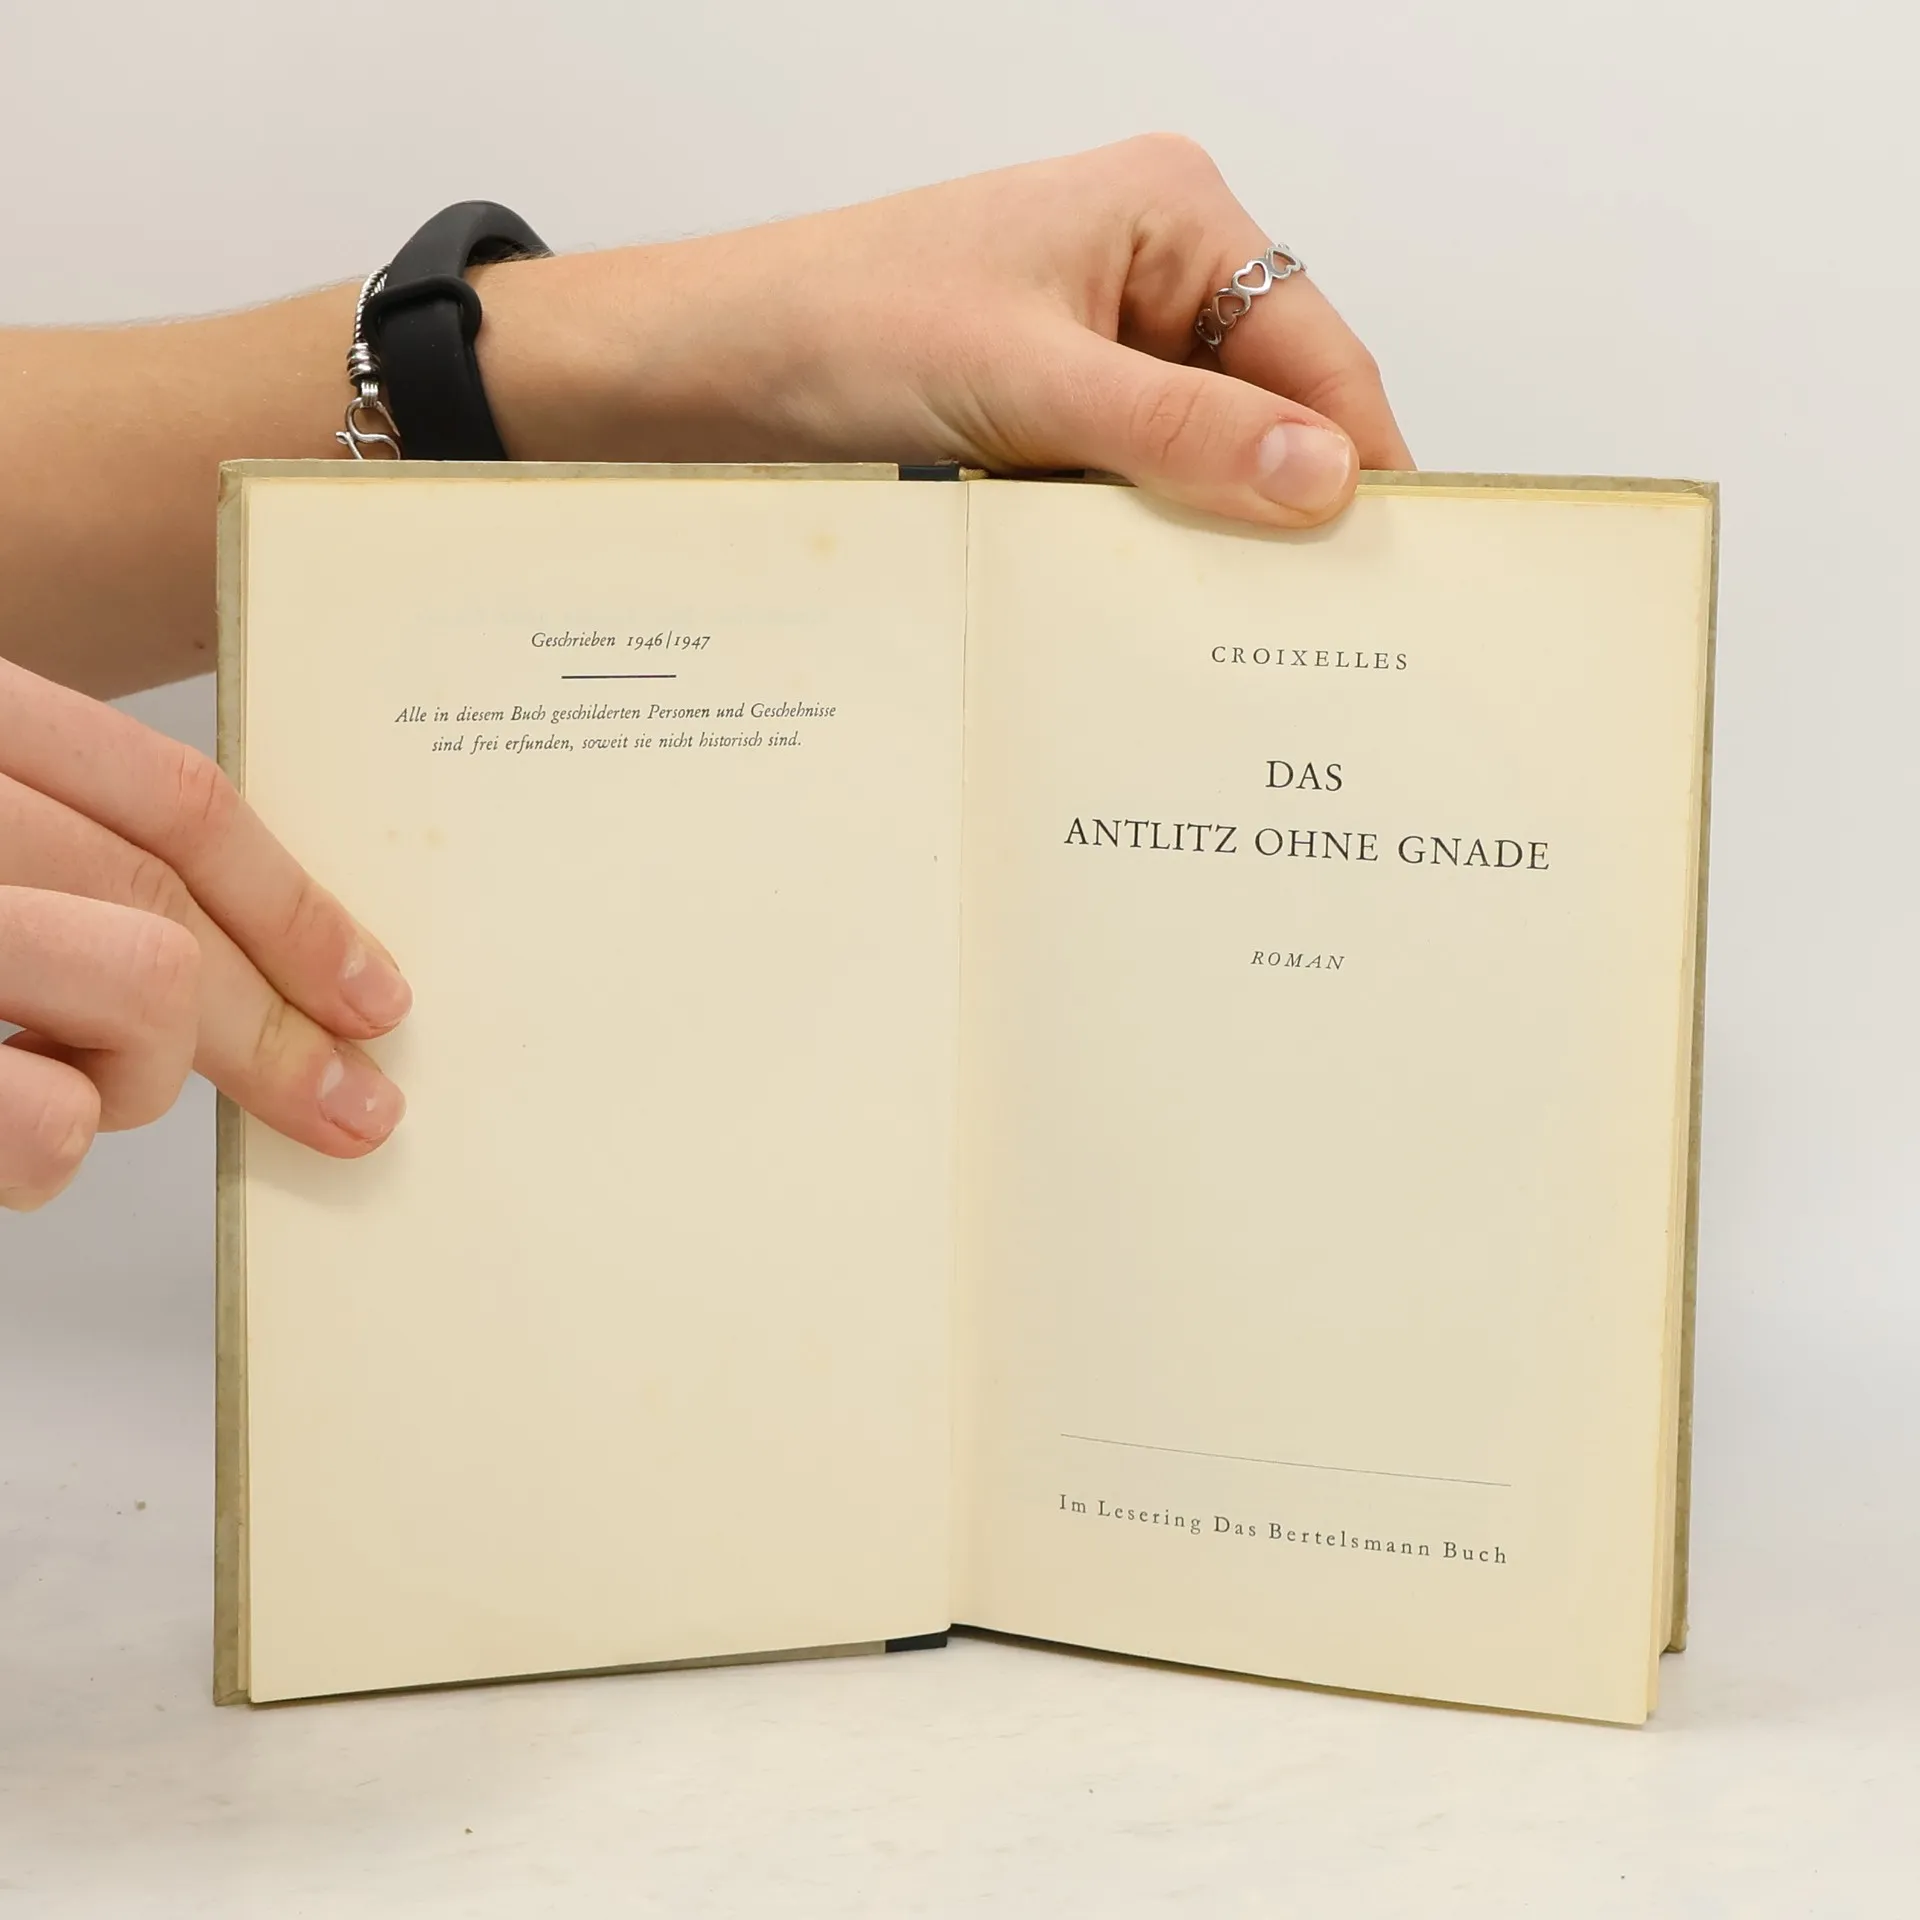 Geschrieben 1946/1947
Alle in diesem Buch geschilderten Personen und Geschehnisse
sind frei erfunden, soweit sie nicht historisch sind.
CROIXELLES
DAS
ANTLITZ OHNE GNADE
ROMAN
Im Lesering Das Bertelsmann Buch